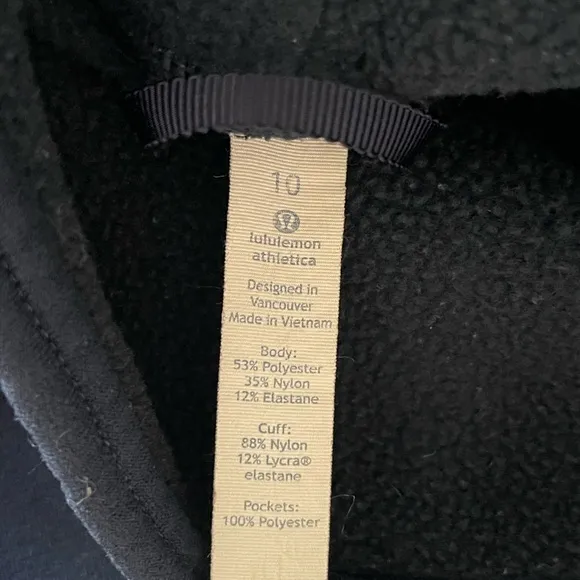 10
lululemon
athletica
Designed in
Vancouver
Made in Vietnam
Body:
53% Polyester
35% Nylon
12% Elastane
Cuff:
88% Nylon
12% Lycra®
elastane
Pockets:
100% Polyester